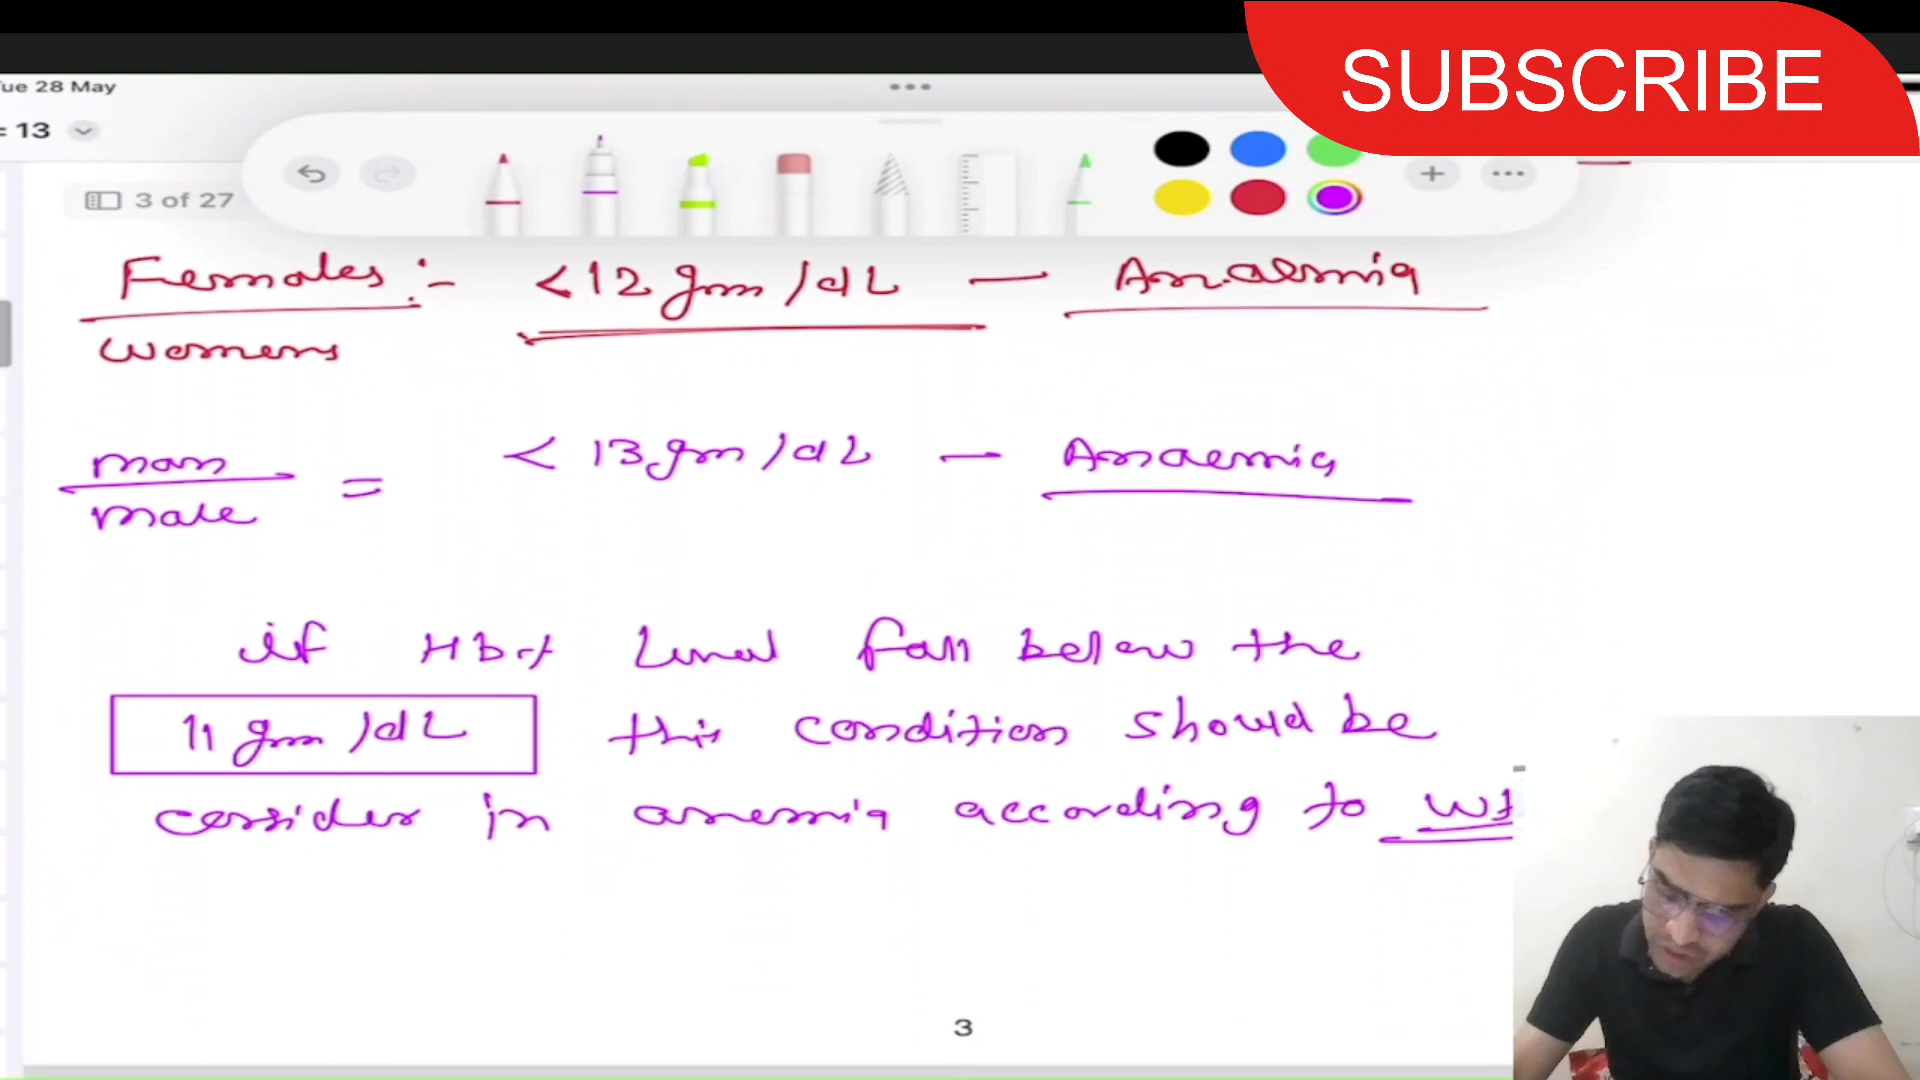 SUBSCRIBE
Tue 28 May
= 13
3 of 27
Females :- <12 gm/dL — Anaemia
womens
man = < 13 gm/dL — Anaemia
male
if Hb level fall below the
11 gm/dL this condition should be
consider in anemia according to
3